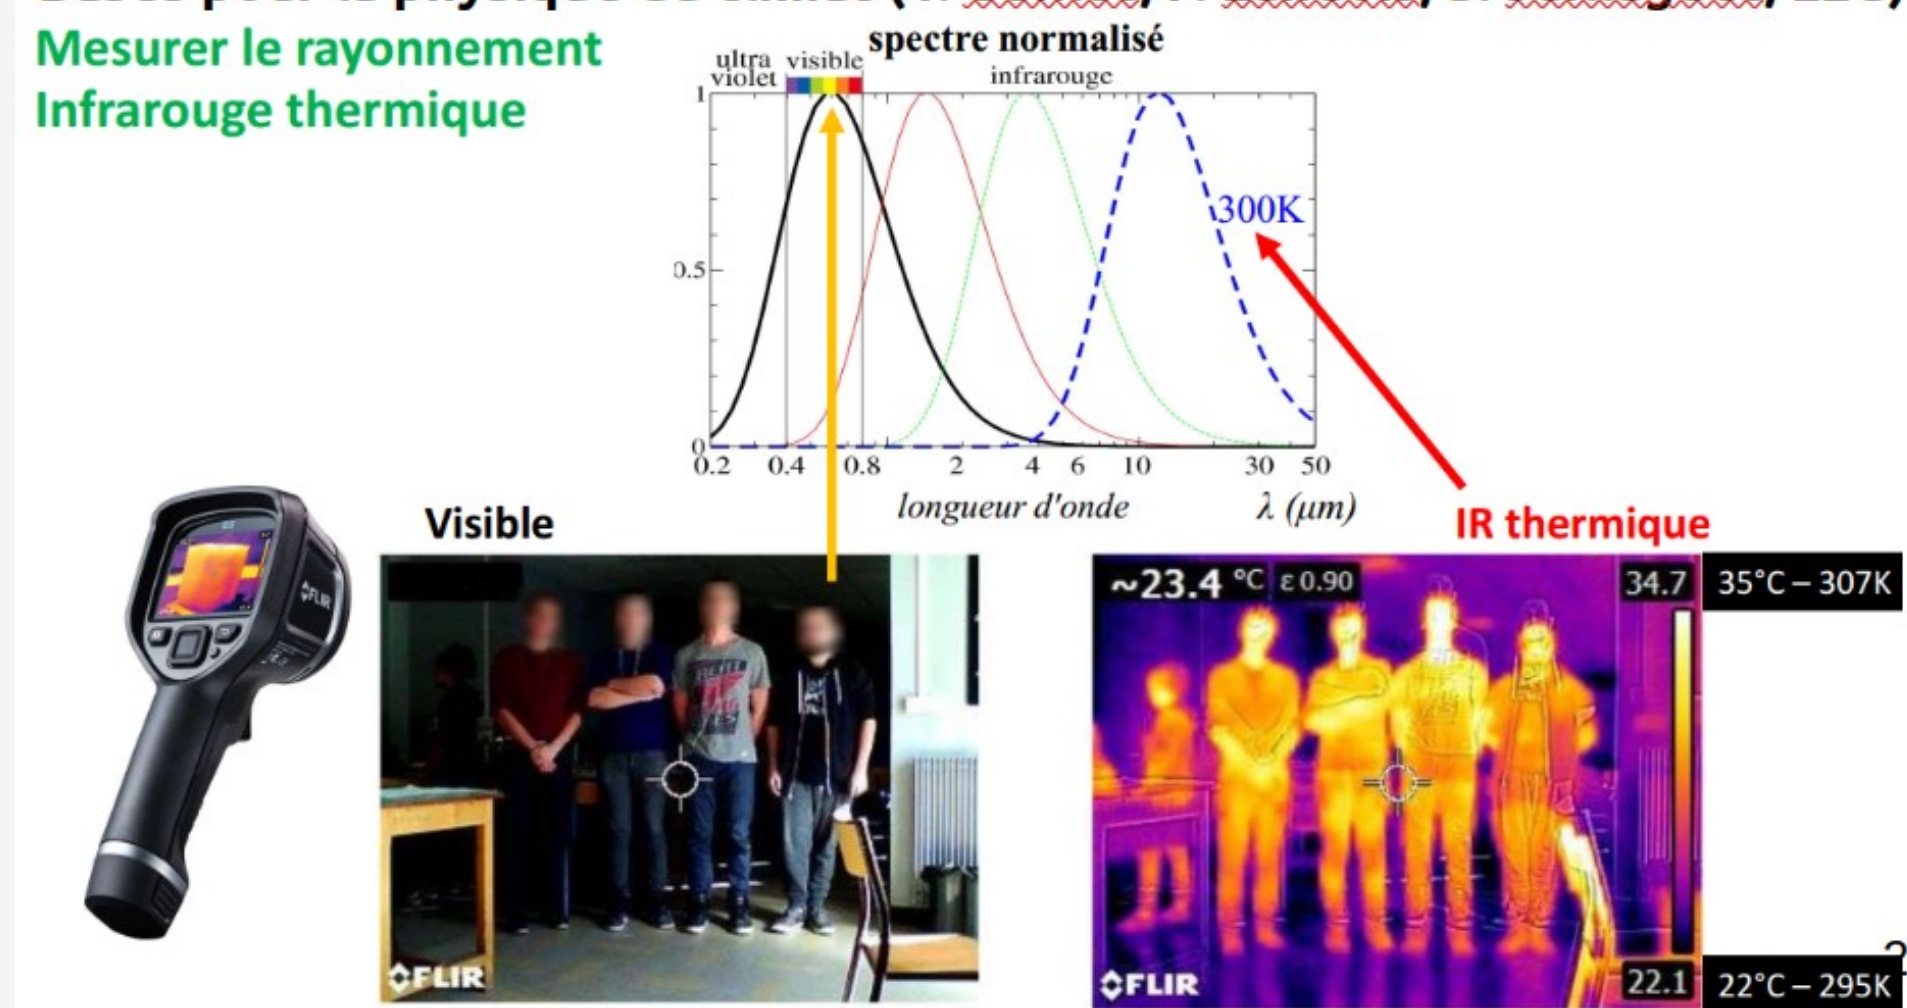 Mesurer le rayonnement
Infrarouge thermique
spectre normalisé
ultra violet
visible
infrarouge
1
0.5
0
0.2 0.4 0.8 2 4 6 10 30 50
300K
longueur d'onde λ (μm)
Visible
IR thermique
FLIR
~23.4 °C ε 0.90
34.7
35°C – 307K
22.1
22°C – 295K
FLIR
FLIR
2